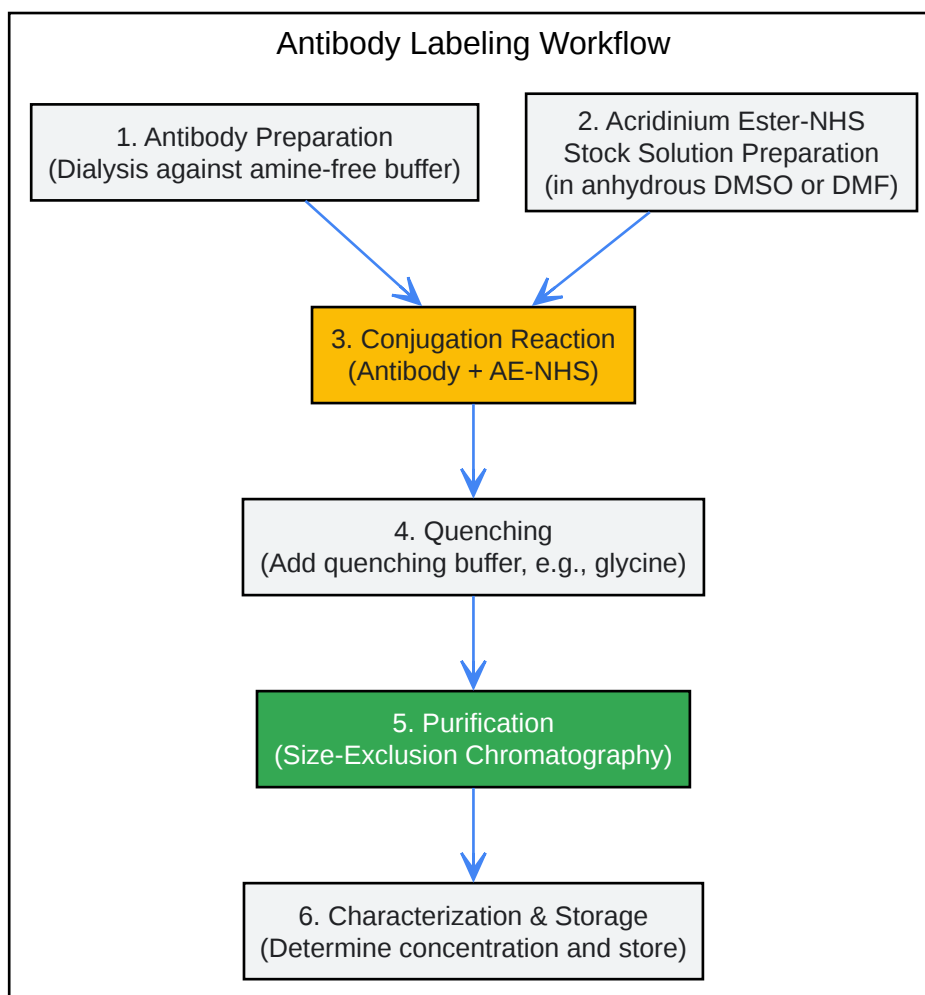 Antibody Labeling Workflow
1. Antibody Preparation
(Dialysis against amine-free buffer)
2. Acridinium Ester-NHS
Stock Solution Preparation
(in anhydrous DMSO or DMF)
3. Conjugation Reaction
(Antibody + AE-NHS)
4. Quenching
(Add quenching buffer, e.g., glycine)
5. Purification
(Size-Exclusion Chromatography)
6. Characterization & Storage
(Determine concentration and store)